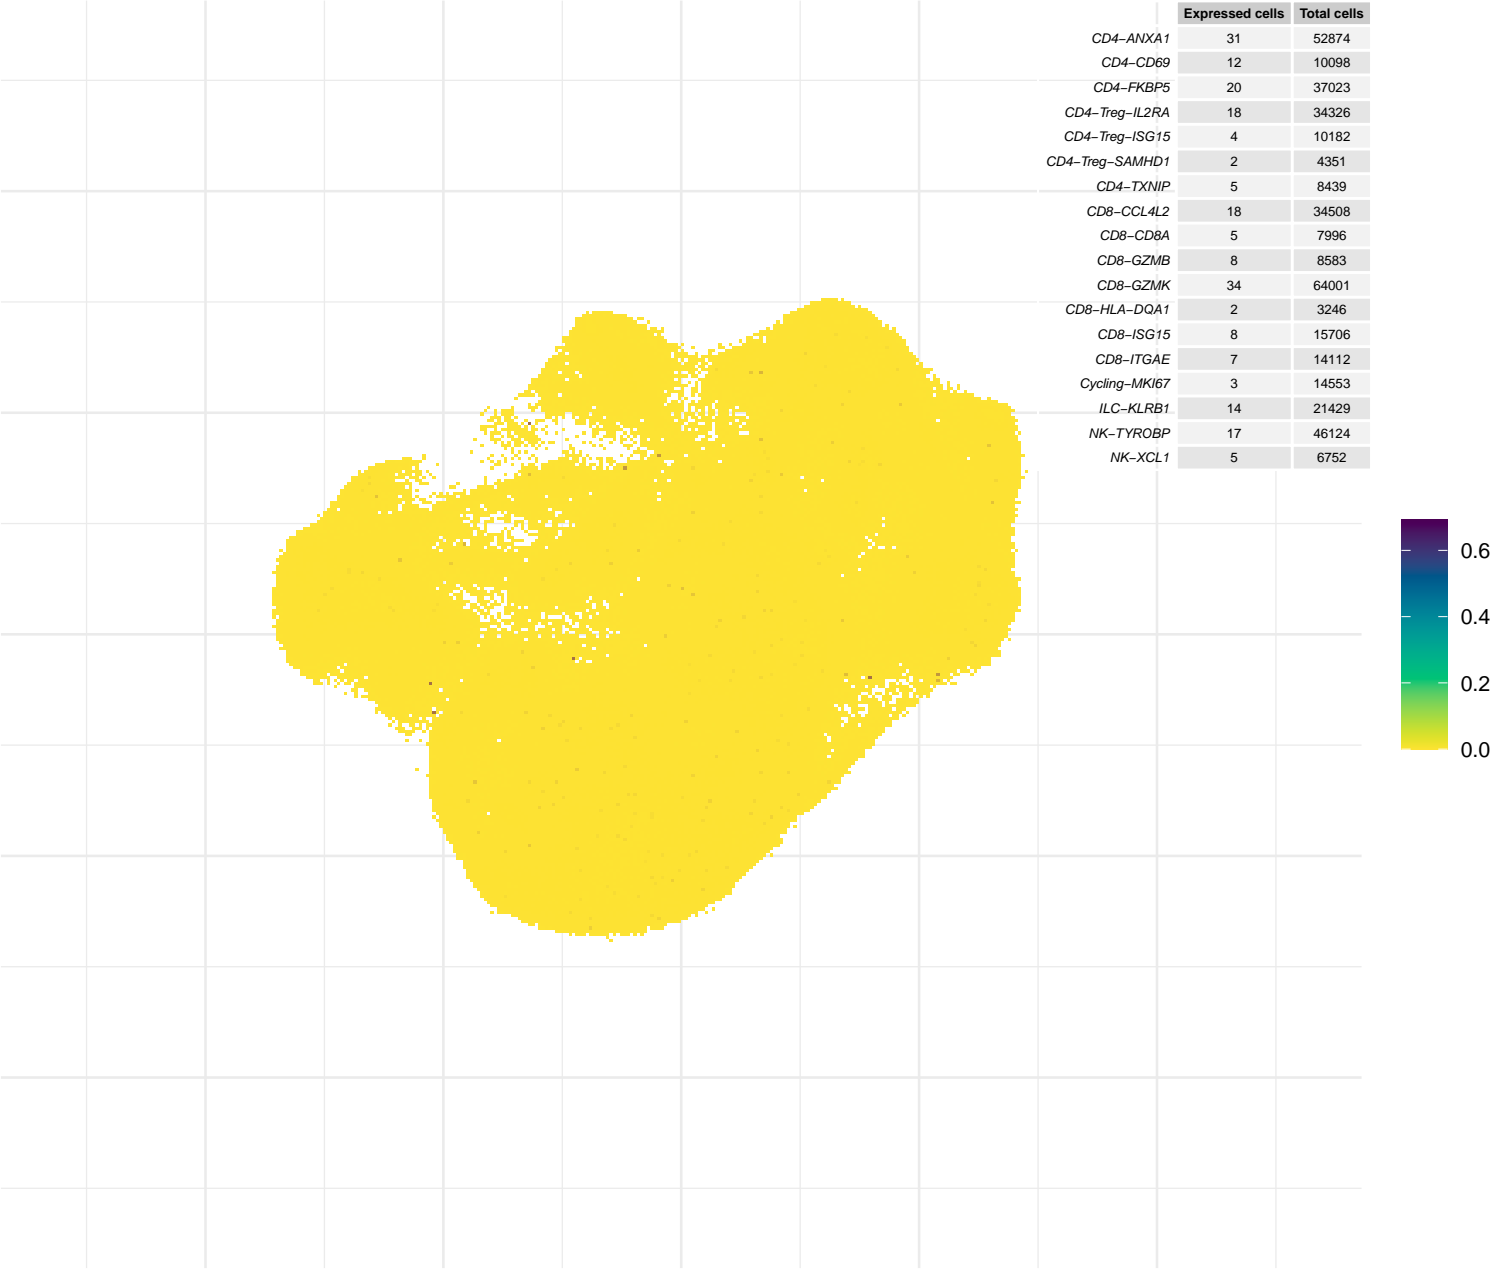 Expressed cells Total cells
CD4−ANXA1 31 52874
CD4−CD69 12 10098
CD4−FKBP5 20 37023
CD4−Treg−IL2RA 18 34326
CD4−Treg−ISG15 4 10182
CD4−Treg−SAMHD1 2 4351
CD4−TXNIP 5 8439
CD8−CCL4L2 18 34508
CD8−CD8A 5 7996
CD8−GZMB 8 8583
CD8−GZMK 34 64001
CD8−HLA−DQA1 2 3246
CD8−ISG15 8 15706
CD8−ITGAE 7 14112
Cycling−MKI67 3 14553
ILC−KLRB1 14 21429
NK−TYROBP 17 46124
NK−XCL1 5 6752
0.6
0.4
0.2
0.0